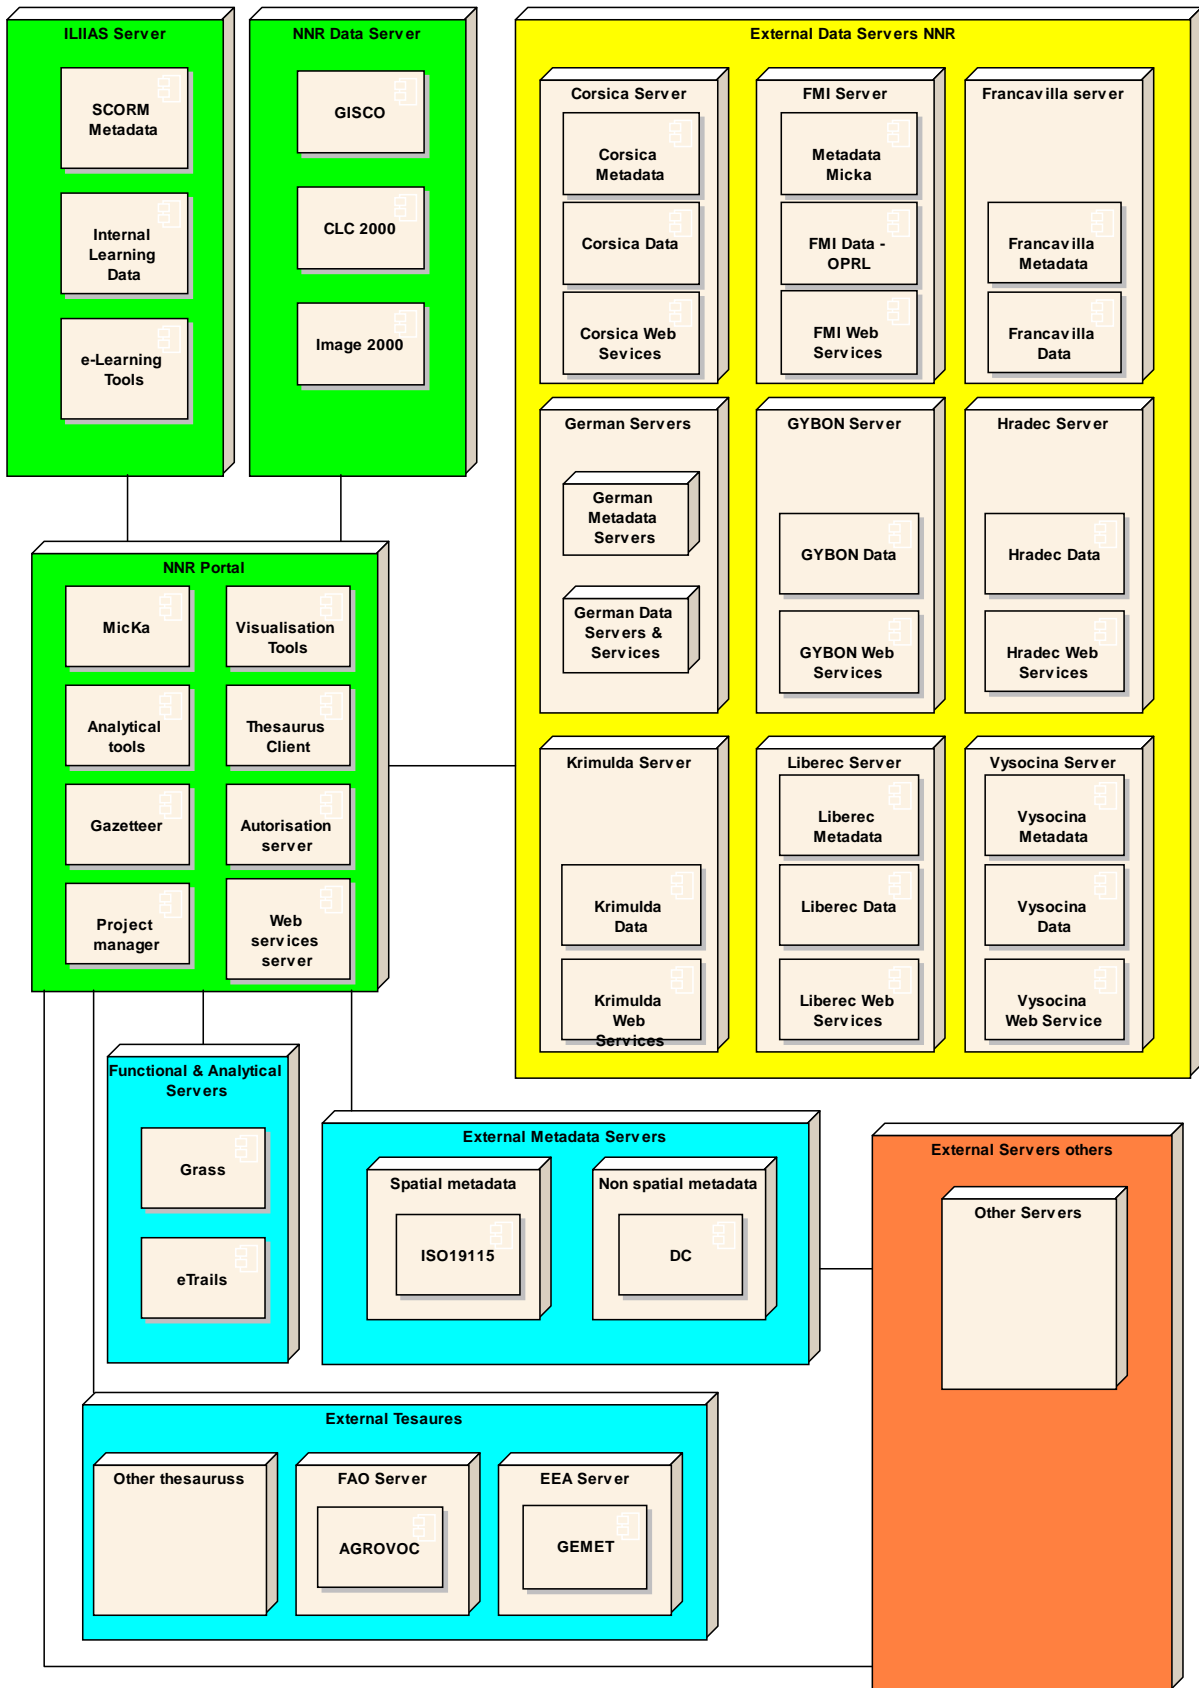 ILIIAS Server
SCORM
Metadata
Internal
Learning
Data
e-Learning
Tools
NNR Data Server
GISCO
CLC 2000
Image 2000
External Data Servers NNR
Corsica Server
Corsica
Metadata
Corsica Data
Corsica Web
Sevices
FMI Server
Metadata
Micka
FMI Data -
OPRL
FMI Web
Services
Francavilla server
Francavilla
Metadata
Francavilla
Data
German Servers
German
Metadata
Servers
German Data
Servers &
Services
GYBON Server
GYBON Data
GYBON Web
Services
Hradec Server
Hradec Data
Hradec Web
Services
Krimulda Server
Krimulda
Data
Krimulda
Web
Services
Liberec Server
Liberec
Metadata
Liberec Data
Liberec Web
Services
Vysocina Server
Vysocina
Metadata
Vysocina
Data
Vysocina
Web Service
NNR Portal
MicKa
Visualisation
Tools
Analytical
tools
Thesaurus
Client
Gazetteer
Autorisation
server
Project
manager
Web
services
server
Functional & Analytical
Servers
Grass
eTrails
External Metadata Servers
Spatial metadata
ISO19115
Non spatial metadata
DC
External Servers others
Other Servers
External Tesaures
Other thesauruss
FAO Server
AGROVOC
EEA Server
GEMET